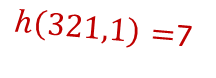 h(321,1) =7